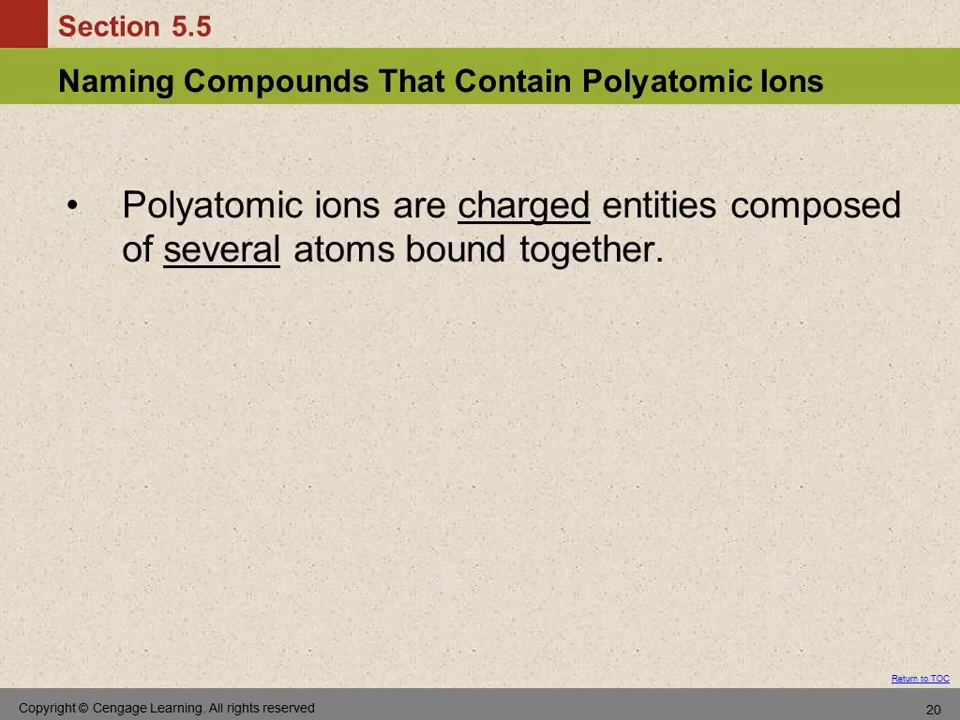 Section 5.5
Naming Compounds That Contain Polyatomic Ions
• Polyatomic ions are charged entities composed
of several atoms bound together.
Return to TOC
Copyright © Cengage Learning. All rights reserved
20